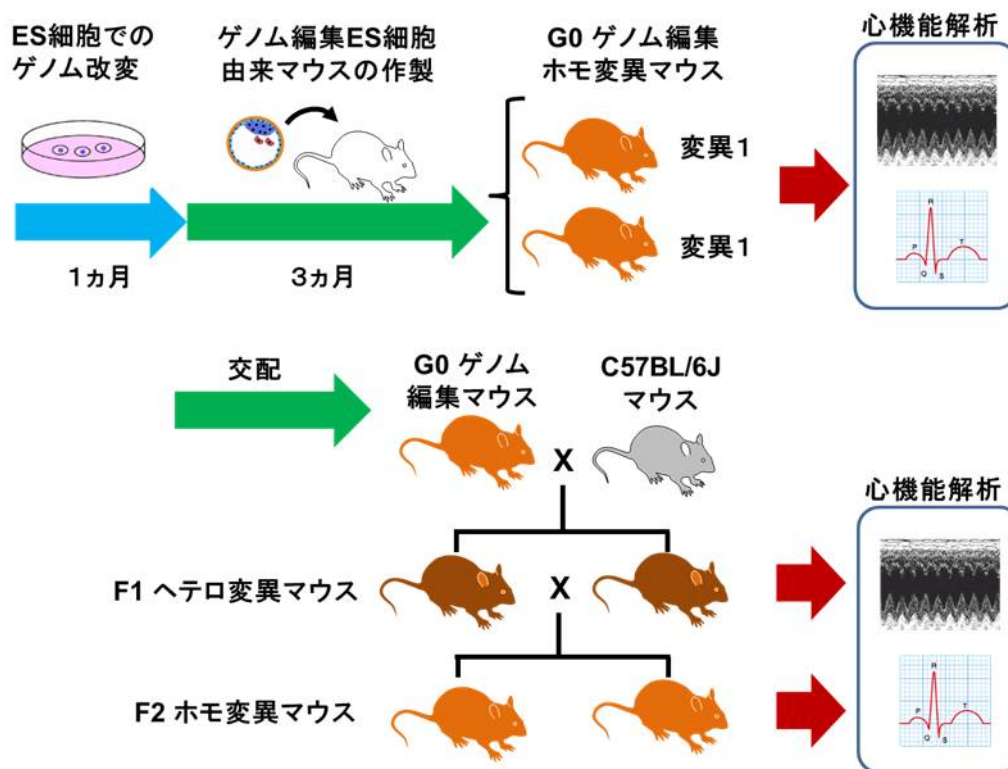 ES細胞での
ゲノム改変
ゲノム編集ES細胞
由来マウスの作製
G0 ゲノム編集
ホモ変異マウス
心機能解析
変異1
変異1
1ヵ月
3ヵ月
R
P
T
Q
S
交配
G0 ゲノム
編集マウス
C57BL/6J
マウス
X
心機能解析
F1 ヘテロ変異マウス
X
F2 ホモ変異マウス
R
P
T
Q
S